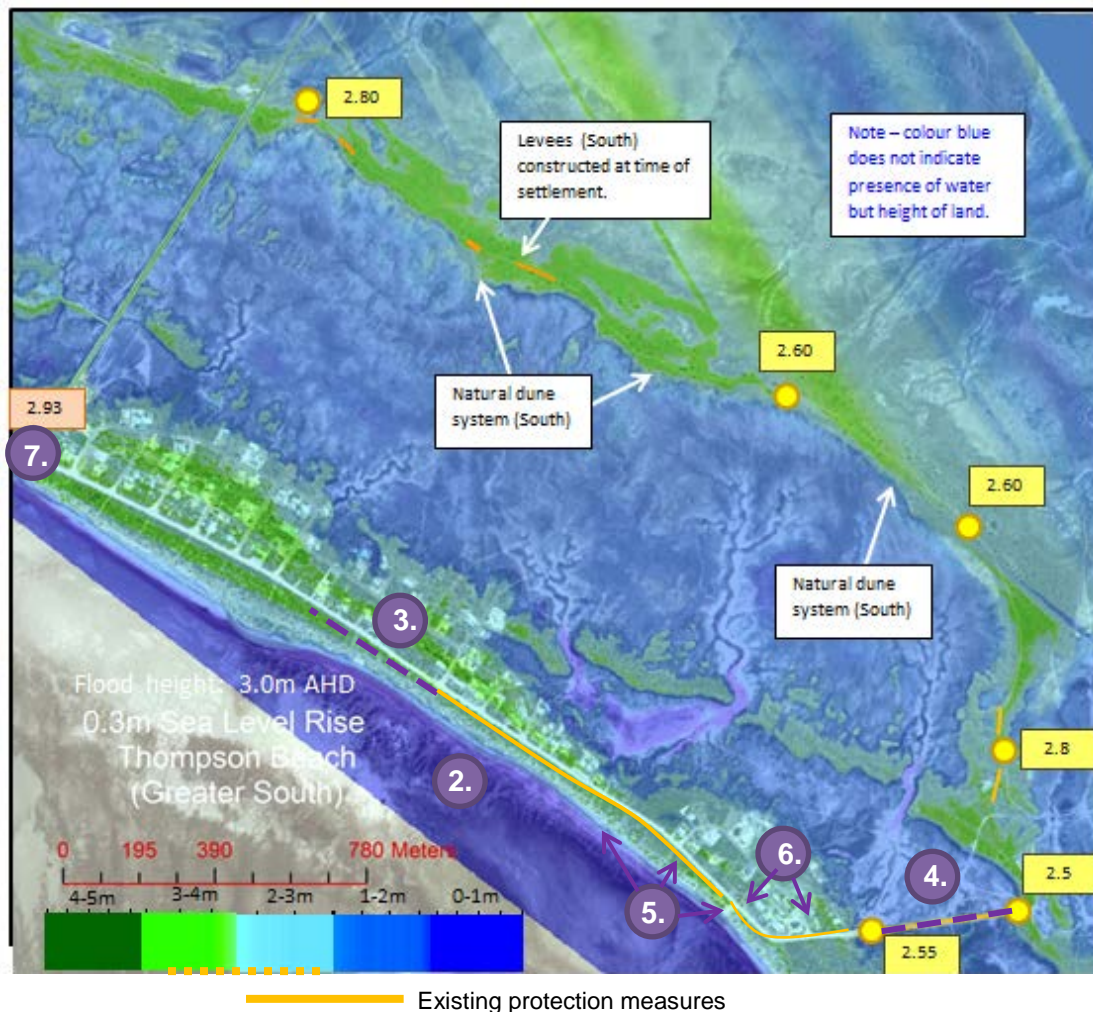 2.80
Levees (South)
constructed at time of
settlement.
Note – colour blue
does not indicate
presence of water
but height of land.
2.60
Natural dune
system (South)
2.93
7.
2.60
Natural dune
system (South)
3.
Flood height: 3.0m AHD
0.3m Sea Level Rise
Thompson Beach
(Greater South)
2.
2.8
0 195 390 780 Meters
4-5m 3-4m 2-3m 1-2m 0-1m
6.
5.
4.
2.5
2.55
Existing protection measures